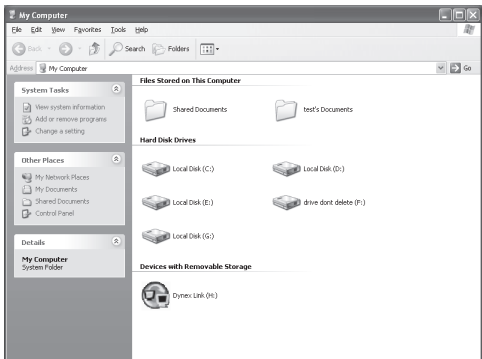 My Computer
File Edit View Favorites Tools Help
Back Search Folders
Address My Computer Go
System Tasks
View system information
Add or remove programs
Change a setting
Other Places
My Network Places
My Documents
Shared Documents
Control Panel
Details
My Computer
System Folder
Files Stored on This Computer
Shared Documents test's Documents
Hard Disk Drives
Local Disk (C:) Local Disk (D:)
Local Disk (E:) drive dont delete (F:)
Local Disk (G:)
Devices with Removable Storage
Dynex Link (H:)